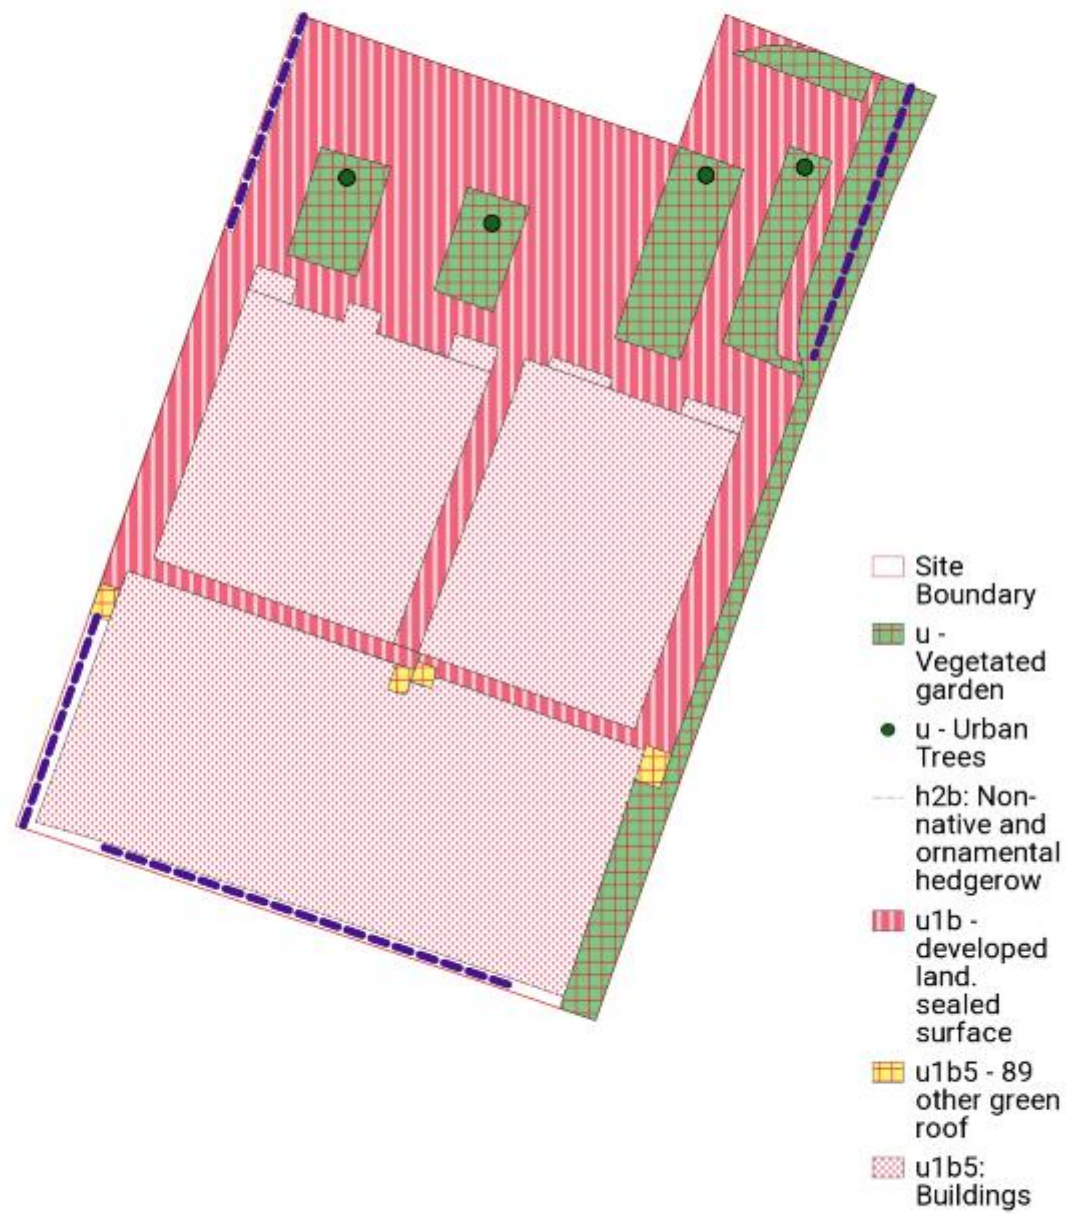 Site
Boundary
u -
Vegetated
garden
u - Urban
Trees
h2b: Non-
native and
ornamental
hedgerow
u1b -
developed
land.
sealed
surface
u1b5 - 89
other green
roof
u1b5:
Buildings